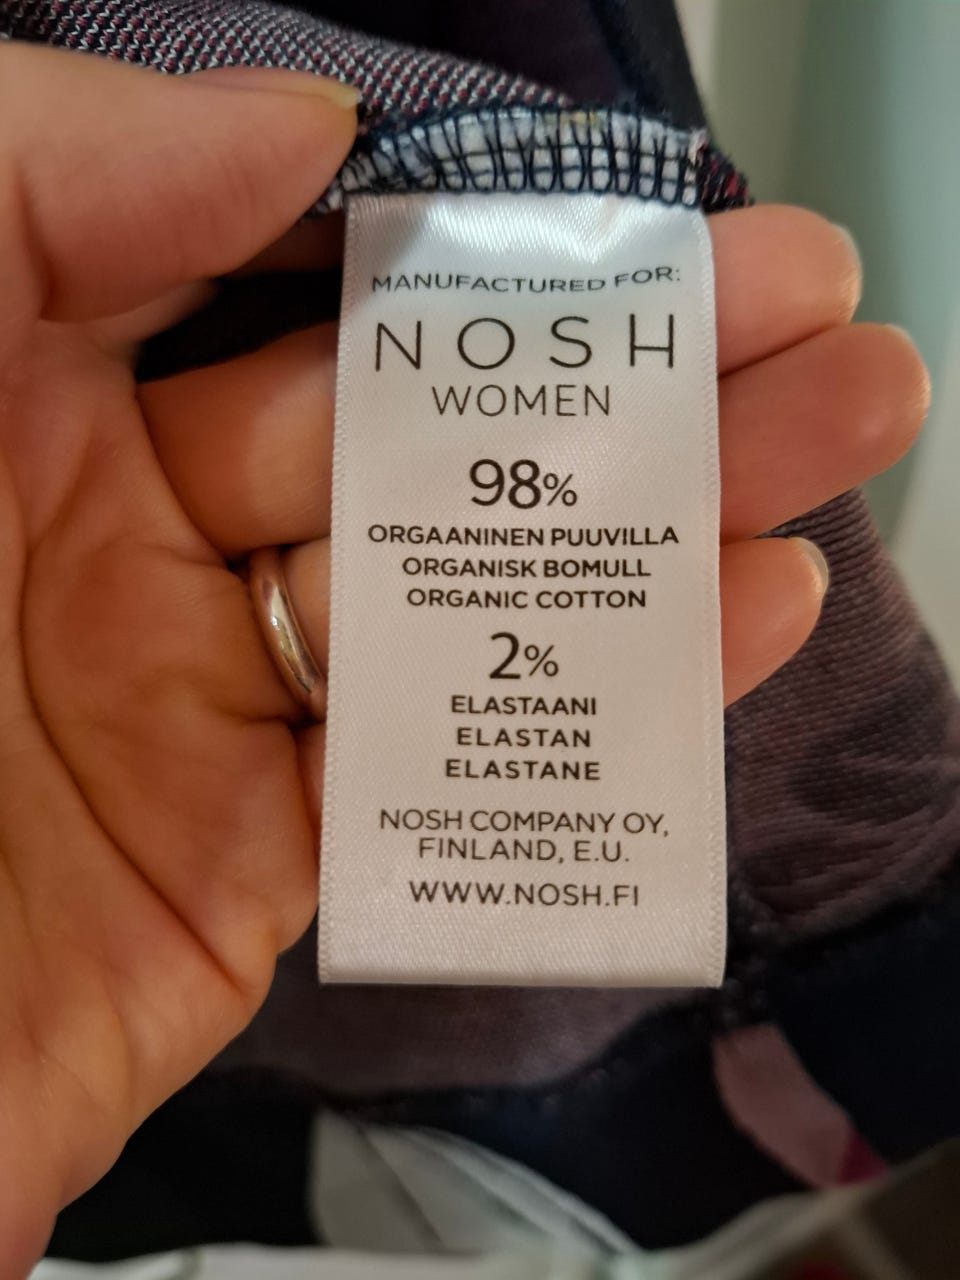 MANUFACTURED FOR:
NOSH
WOMEN
98%
ORGAANINEN PUUVILLA
ORGANISK BOMULL
ORGANIC COTTON
2%
ELASTAANI
ELASTAN
ELASTANE
NOSH COMPANY OY,
FINLAND, E.U.
WWW.NOSH.FI